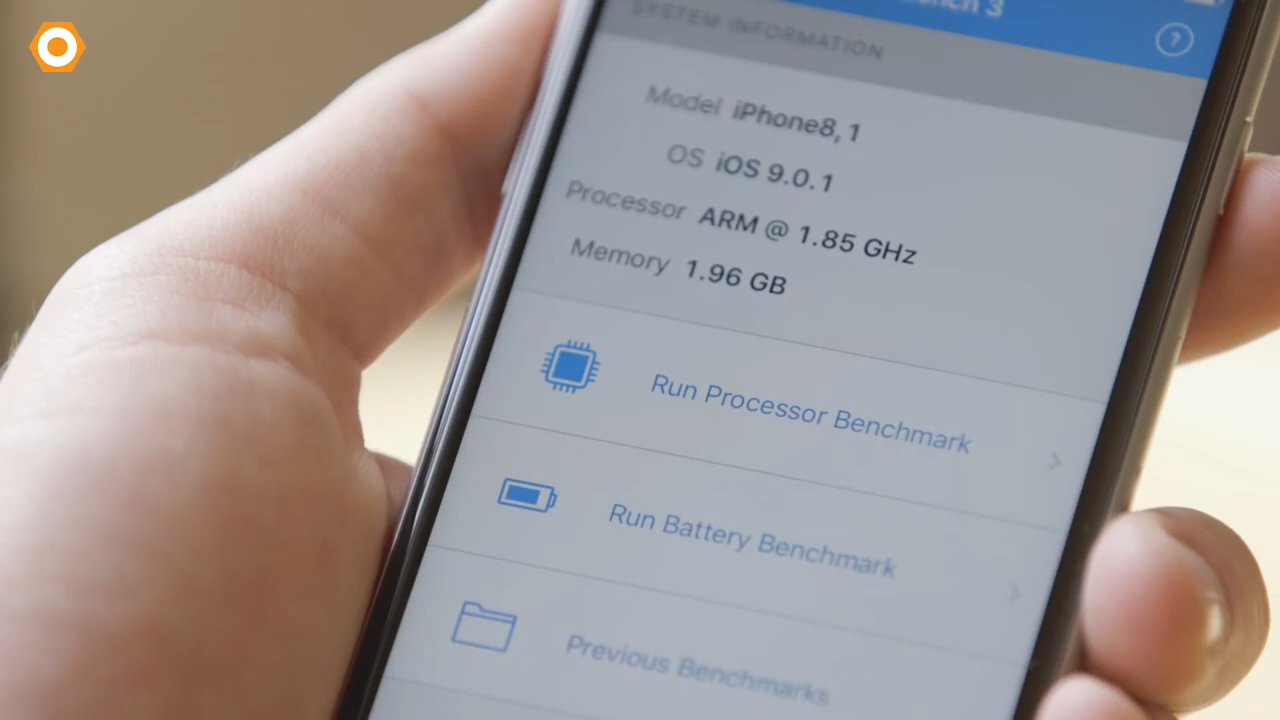 3
SYSTEM INFORMATION
?
Model iPhone8,1
OS iOS 9.0.1
Processor ARM @ 1.85 GHz
Memory 1.96 GB
Run Processor Benchmark
Run Battery Benchmark
Previous Benchmarks